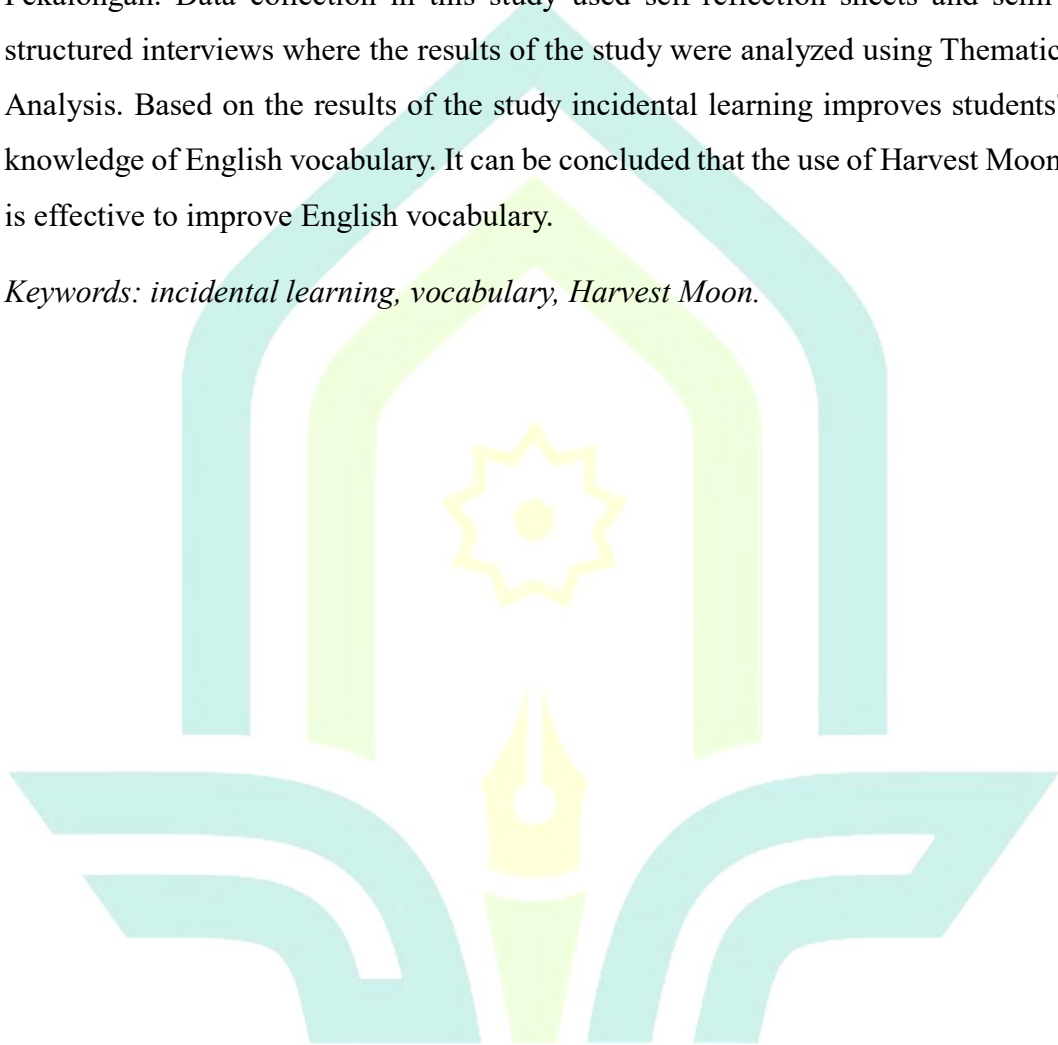 Pekalongan. Data collection in this study used self-reflection sheets and semi-
structured interviews where the results of the study were analyzed using Thematic
Analysis. Based on the results of the study incidental learning improves students'
knowledge of English vocabulary. It can be concluded that the use of Harvest Moon
is effective to improve English vocabulary.
Keywords: incidental learning, vocabulary, Harvest Moon.